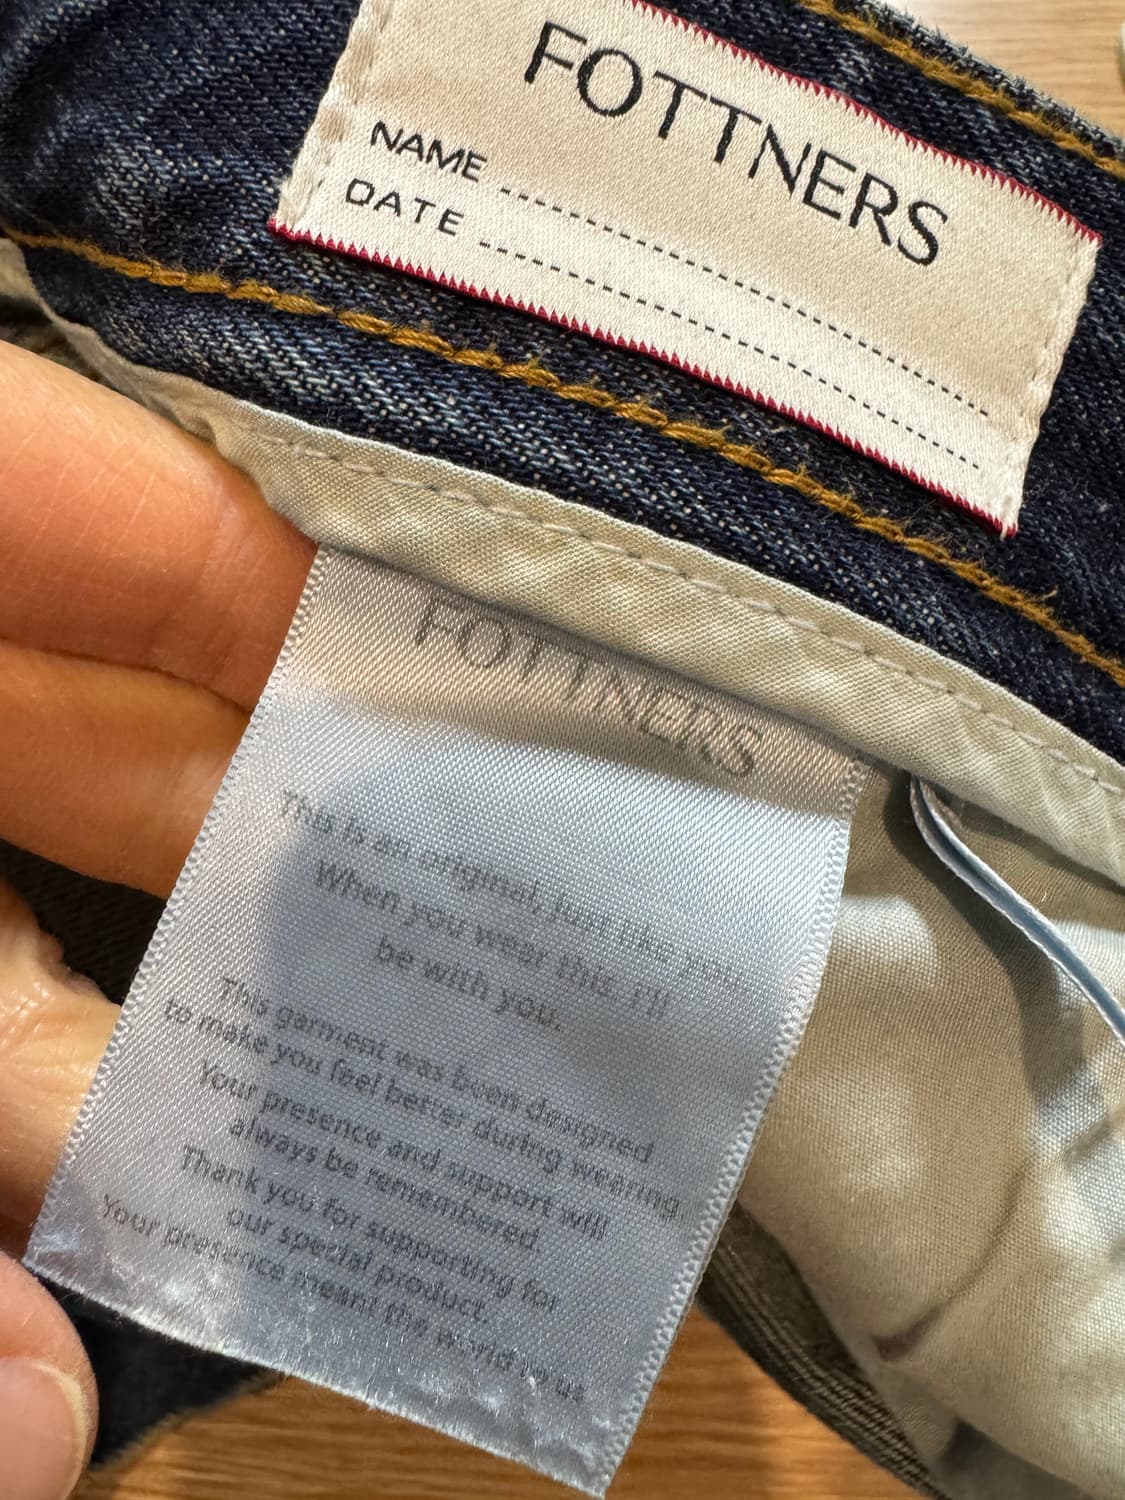 FOTTNERS
NAME
DATE
FOTTNERS
This is an original, just like you.
When you wear this, I'll
be with you.
This garment was been designed
to make you feel better during wearing.
Your presence and support will
always be remembered.
Thank you for supporting for
our special product.
Your presence meant the world to us